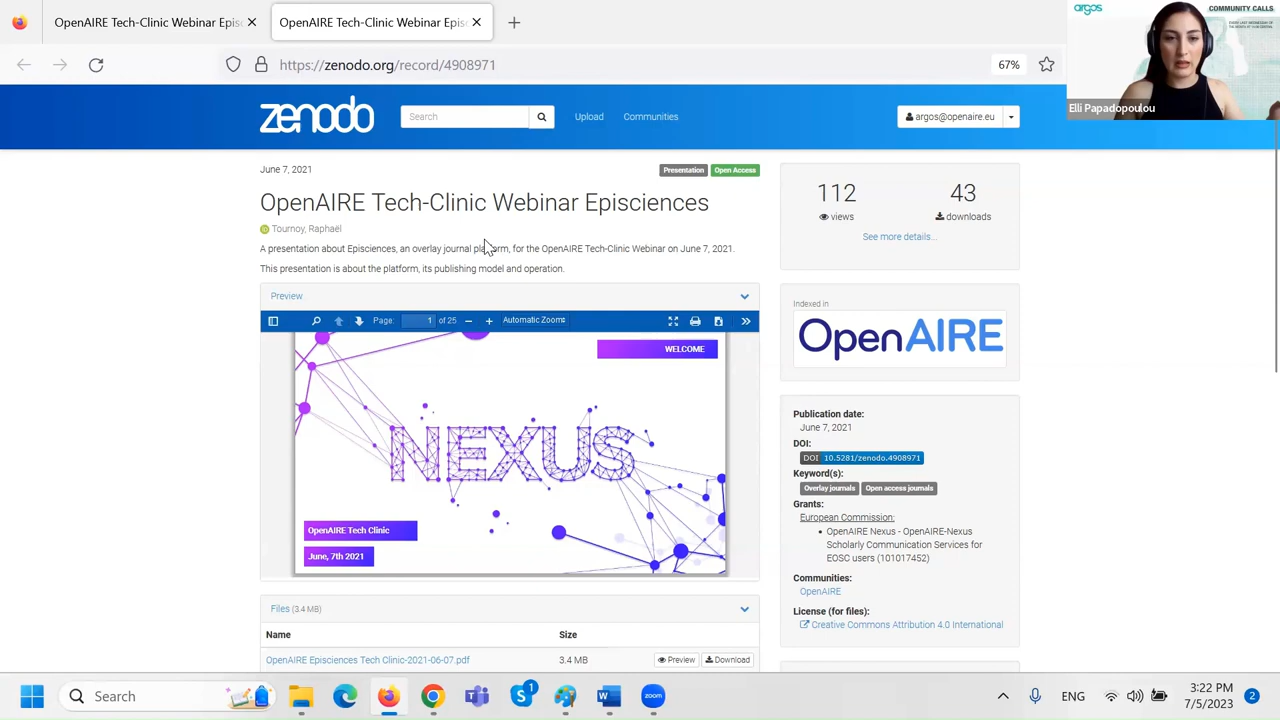 OpenAIRE Tech-Clinic Webinar Epis
OpenAIRE Tech-Clinic Webinar Epis
https://zenodo.org/record/4908971
67%
argos
COMMUNITY CALLS
Elli Papadopoulou
zenodo
Search
Upload
Communities
argos@openaire.eu
June 7, 2021
Presentation
Open Access
OpenAIRE Tech-Clinic Webinar Episciences
Tournoy, Raphaël
A presentation about Episciences, an overlay journal platform, for the OpenAIRE Tech-Clinic Webinar on June 7, 2021.
This presentation is about the platform, its publishing model and operation.
Preview
Page:
1
of 25
Automatic Zoom
WELCOME
NEXUS
OpenAIRE Tech Clinic
June, 7th 2021
Files (3.4 MB)
Name
Size
OpenAIRE Episciences Tech Clinic-2021-06-07.pdf
3.4 MB
Preview
Download
112
43
views
downloads
See more details...
Indexed in
OpenAIRE
Publication date:
June 7, 2021
DOI:
DOI 10.5281/zenodo.4908971
Keyword(s):
Overlay journals
Open access journals
Grants:
European Commission:
OpenAIRE Nexus - OpenAIRE-Nexus
Scholarly Communication Services for
EOSC users (101017452)
Communities:
OpenAIRE
License (for files):
Creative Commons Attribution 4.0 International
Search
1
zoom
ENG
3:22 PM
7/5/2023
2